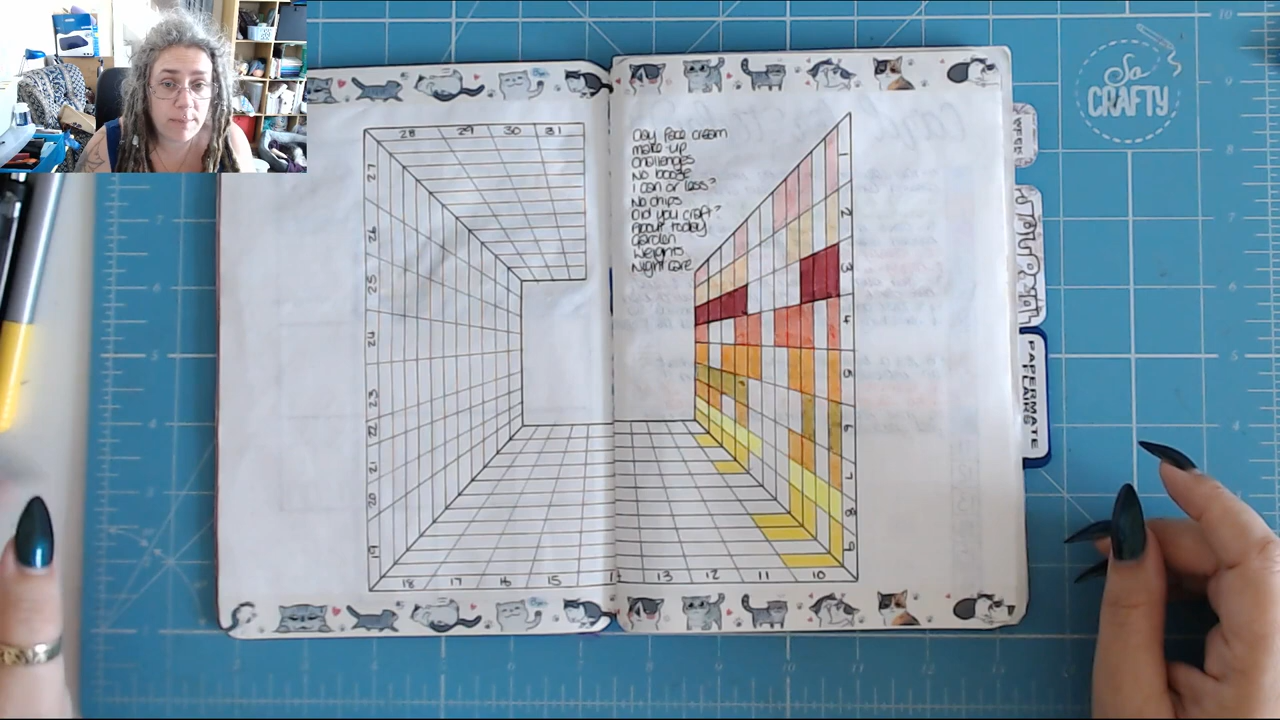 So
CRAFTY
28 29 30 31
27
26
25
24
23
22
21
20
19
18 17 16 15 14
13 12 11 10
Day face cream
make up
Challenges
No booze
1 can or less?
No chips
Did you craft?
About today
Garden
Weights
Night care
1
2
3
4
5
6
7
8
9
PAPERMATE
FLAIRS